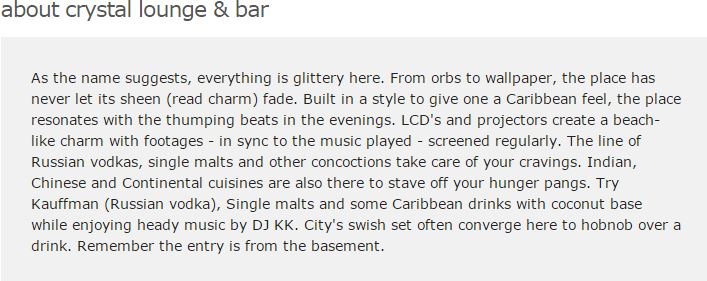 about crystal lounge & bar
As the name suggests, everything is glittery here. From orbs to wallpaper, the place has
never let its sheen (read charm) fade. Built in a style to give one a Caribbean feel, the place
resonates with the thumping beats in the evenings. LCD's and projectors create a beach-
like charm with footages - in sync to the music played - screened regularly. The line of
Russian vodkas, single malts and other concoctions take care of your cravings. Indian,
Chinese and Continental cuisines are also there to stave off your hunger pangs. Try
Kauffman (Russian vodka), Single malts and some Caribbean drinks with coconut base
while enjoying heady music by DJ KK. City's swish set often converge here to hobnob over a
drink. Remember the entry is from the basement.